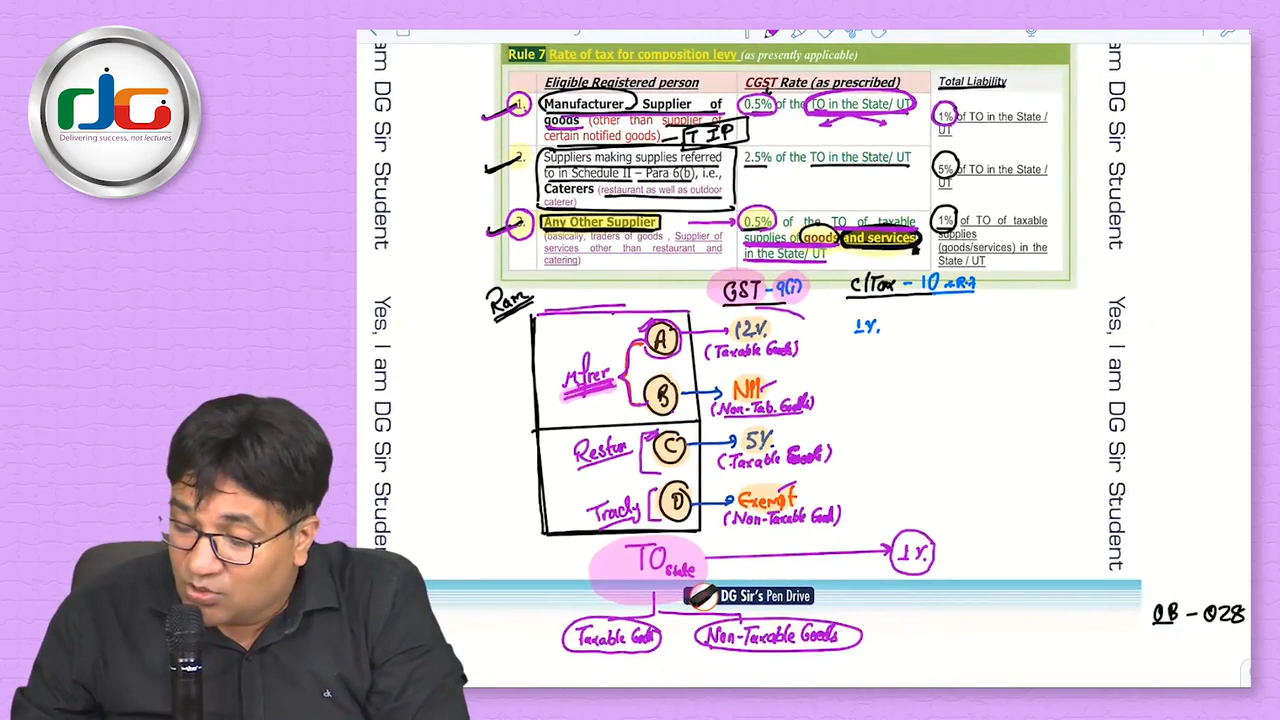 Delivering success, not lectures
am DG Sir Student
Yes, I am DG Sir Student
am DG Sir Student
Yes, I am DG Sir Student
Rule 7 Rate of tax for composition levy (as presently applicable)
Eligible Registered person
CGST Rate (as prescribed)
Total Liability
1. Manufacturer Supplier of goods (other than supplier of certain notified goods)
TIP
0.5% of the TO in the State/ UT
1% of TO in the State / UT
2. Suppliers making supplies referred to in Schedule II – Para 6(b), i.e., Caterers (restaurant as well as outdoor caterer)
2.5% of the TO in the State/ UT
5% of TO in the State / UT
3. Any Other Supplier
(basically, traders of goods , Supplier of services other than restaurant and catering)
0.5% of the TO of taxable supplies of goods and services in the State/ UT
1% of TO of taxable supplies (goods/services) in the State / UT
Ram
GST - 9(1)
C/Tax - 10
Mfrer
A
12%
(Taxable Goods)
1%
B
Nil
(Non-Tab. Goods)
Restur
C
5%
(Taxable Goods)
Trady
D
Exempt
(Non-Taxable Good)
TO State
1%
DG Sir's Pen Drive
Taxable Goods
Non-Taxable Goods
QB - Q28